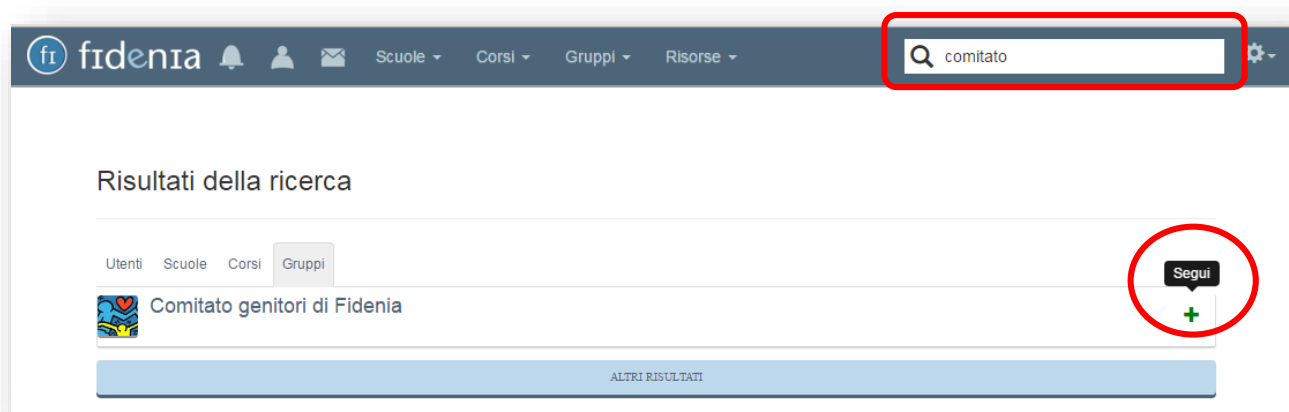 fi fidenia Scuole Corsi Gruppi Risorse comitato
Risultati della ricerca
Utenti Scuole Corsi Gruppi
Segui
Comitato genitori di Fidenia
ALTRI RISULTATI